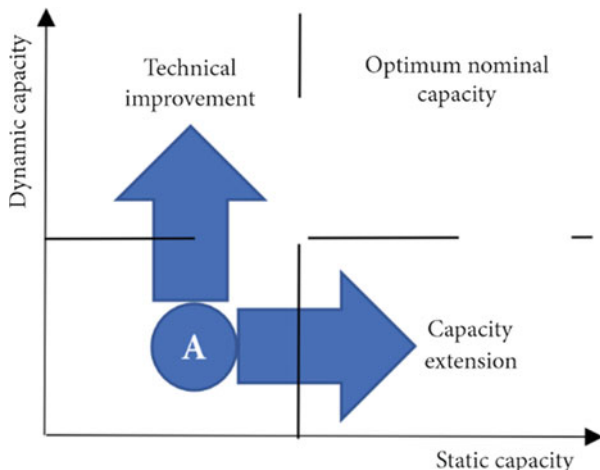 Dynamic capacity
Technical
improvement
Optimum nominal
capacity
A
Capacity
extension
Static capacity